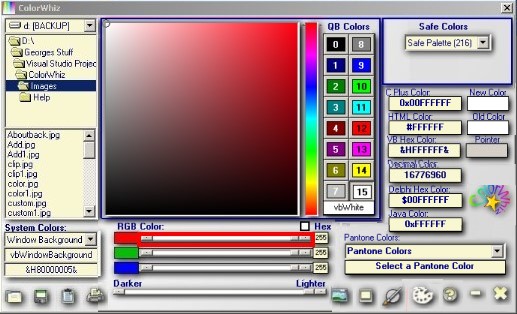 ColorWhiz
d: [BACKUP]
D:\
Georges Stuff
Visual Studio Projec
ColorWhiz
Images
Help
Aboutback.jpg
Add.jpg
Add1.jpg
clip.jpg
clip1.jpg
color.jpg
color1.jpg
custom.jpg
custom1.jpg
QB Colors
0 8
1 9
2 10
3 11
4 12
5 13
6 14
7 15
vbWhite
Safe Colors
Safe Palette (216)
C Plus Color: New Color
0x00FFFFFF
HTML Color: Old Color
#FFFFFF
VB Hex Color: Pointer
&HFFFFFF&
Decimal Color:
16776960
Delphi Hex Color:
$00FFFFFF
Java Color:
0xFFFFFF
System Colors:
Window Background
vbWindowBackground
&H80000005&
RGB Color: Hex
255
255
255
Darker Lighter
Pantone Colors:
Pantone Colors
Select a Pantone Color